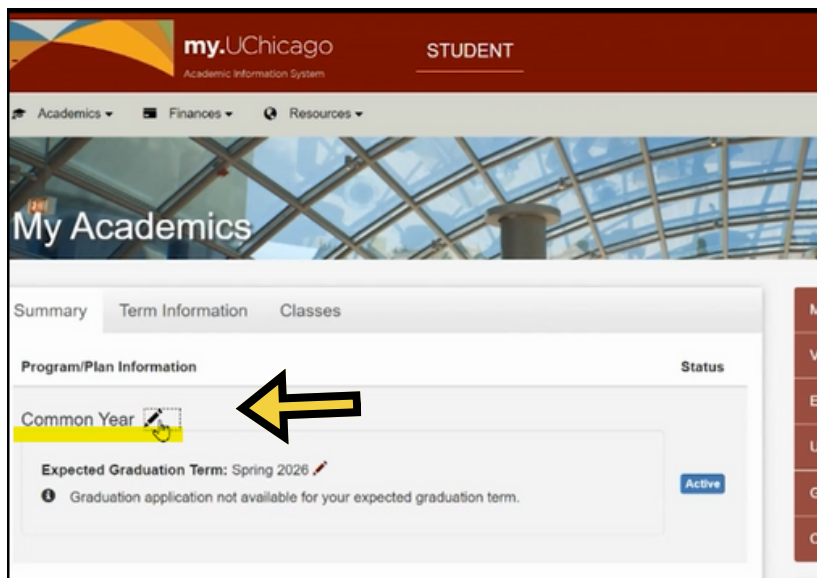 my.UChicago
Academic Information System
STUDENT
Academics
Finances
Resources
My Academics
Summary
Term Information
Classes
Program/Plan Information
Status
Common Year
Expected Graduation Term: Spring 2026
Graduation application not available for your expected graduation term.
Active
M
V
E
U
G